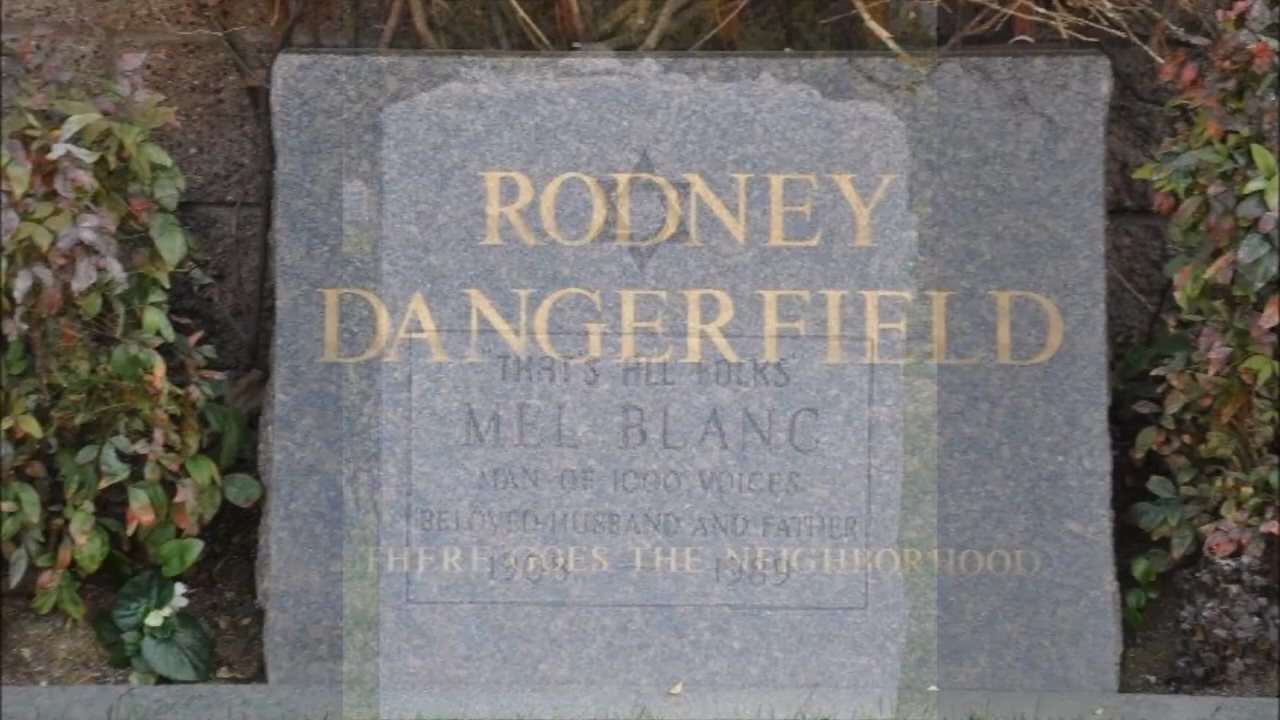 RODNEY
DANGERFIELD
THAT'S ALL FOLKS
MEL BLANC
MAN OF 1000 VOICES
BELOVED HUSBAND AND FATHER
THERE GOES THE NEIGHBORHOOD
1908 1989